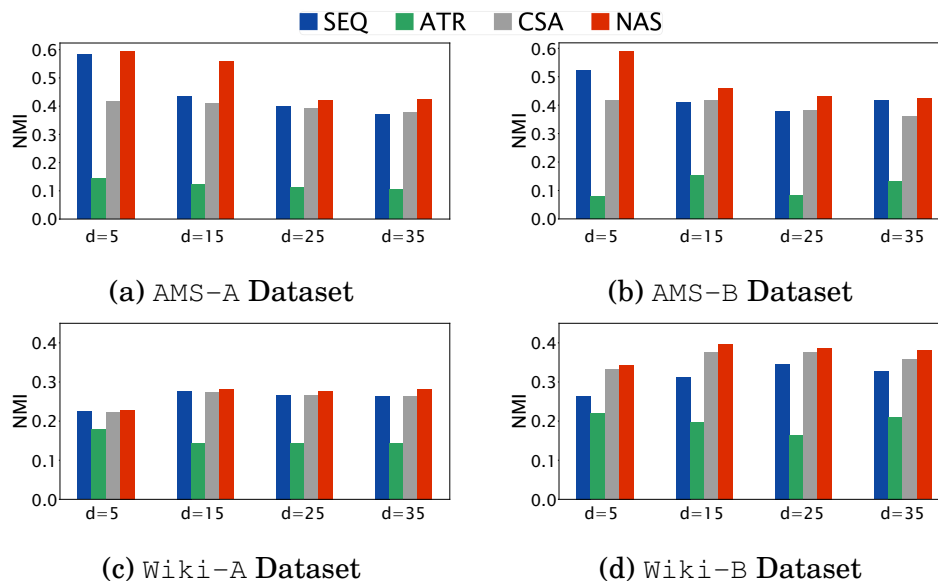 SEQ ATR CSA NAS
0.6
0.5
0.4
0.3
0.2
0.1
0.0
NMI
d=5 d=15 d=25 d=35
(a) AMS-A Dataset
0.6
0.5
0.4
0.3
0.2
0.1
0.0
NMI
d=5 d=15 d=25 d=35
(b) AMS-B Dataset
0.4
0.3
0.2
0.1
0.0
NMI
d=5 d=15 d=25 d=35
(c) Wiki-A Dataset
0.4
0.3
0.2
0.1
0.0
NMI
d=5 d=15 d=25 d=35
(d) Wiki-B Dataset